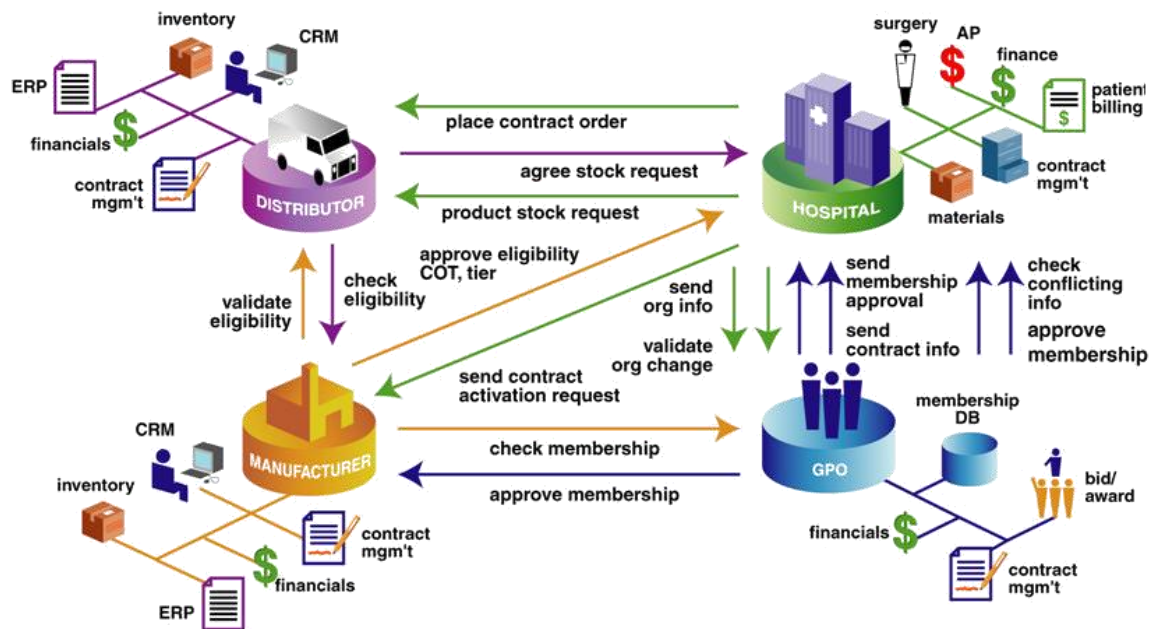 inventory
CRM
ERP
financials
contract
mgm't
DISTRIBUTOR
surgery
AP
finance
patient
billing
contract
mgm't
materials
HOSPITAL
place contract order
agree stock request
product stock request
approve eligibility
COT, tier
check
eligibility
validate
eligibility
send
org info
validate
org change
send
membership
approval
send
contract info
check
conflicting
info
approve
membership
send contract
activation request
check membership
approve membership
MANUFACTURER
CRM
inventory
contract
mgm't
financials
ERP
GPO
membership
DB
bid/
award
financials
contract
mgm't